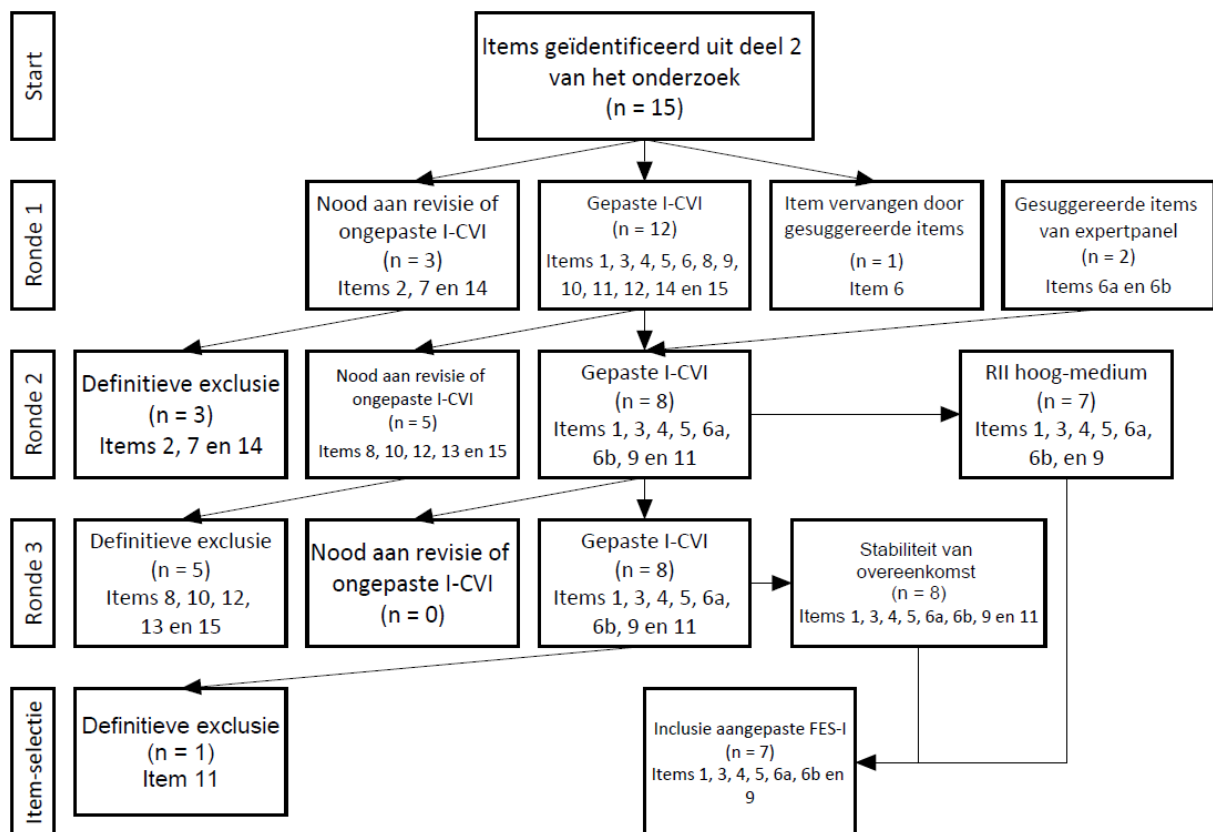 Start
Items geïdentificeerd uit deel 2
van het onderzoek
(n = 15)
Ronde 1
Nood aan revisie of
ongepaste I-CVI
(n = 3)
Items 2, 7 en 14
Gepaste I-CVI
(n = 12)
Items 1, 3, 4, 5, 6, 8, 9,
10, 11, 12, 14 en 15
Item vervangen door
gesuggereerde items
(n = 1)
Item 6
Gesuggereerde items
van expertpanel
(n = 2)
Items 6a en 6b
Ronde 2
Definitieve exclusie
(n = 3)
Items 2, 7 en 14
Nood aan revisie of
ongepaste I-CVI
(n = 5)
Items 8, 10, 12, 13 en 15
Gepaste I-CVI
(n = 8)
Items 1, 3, 4, 5, 6a,
6b, 9 en 11
RII hoog-medium
(n = 7)
Items 1, 3, 4, 5, 6a,
6b, en 9
Ronde 3
Definitieve exclusie
(n = 5)
Items 8, 10, 12,
13 en 15
Nood aan revisie of
ongepaste I-CVI
(n = 0)
Gepaste I-CVI
(n = 8)
Items 1, 3, 4, 5, 6a,
6b, 9 en 11
Stabiliteit van
overeenkomst
(n = 8)
Items 1, 3, 4, 5, 6a, 6b, 9 en 11
Item-selectie
Definitieve exclusie
(n = 1)
Item 11
Inclusie aangepaste FES-I
(n = 7)
Items 1, 3, 4, 5, 6a, 6b en
9